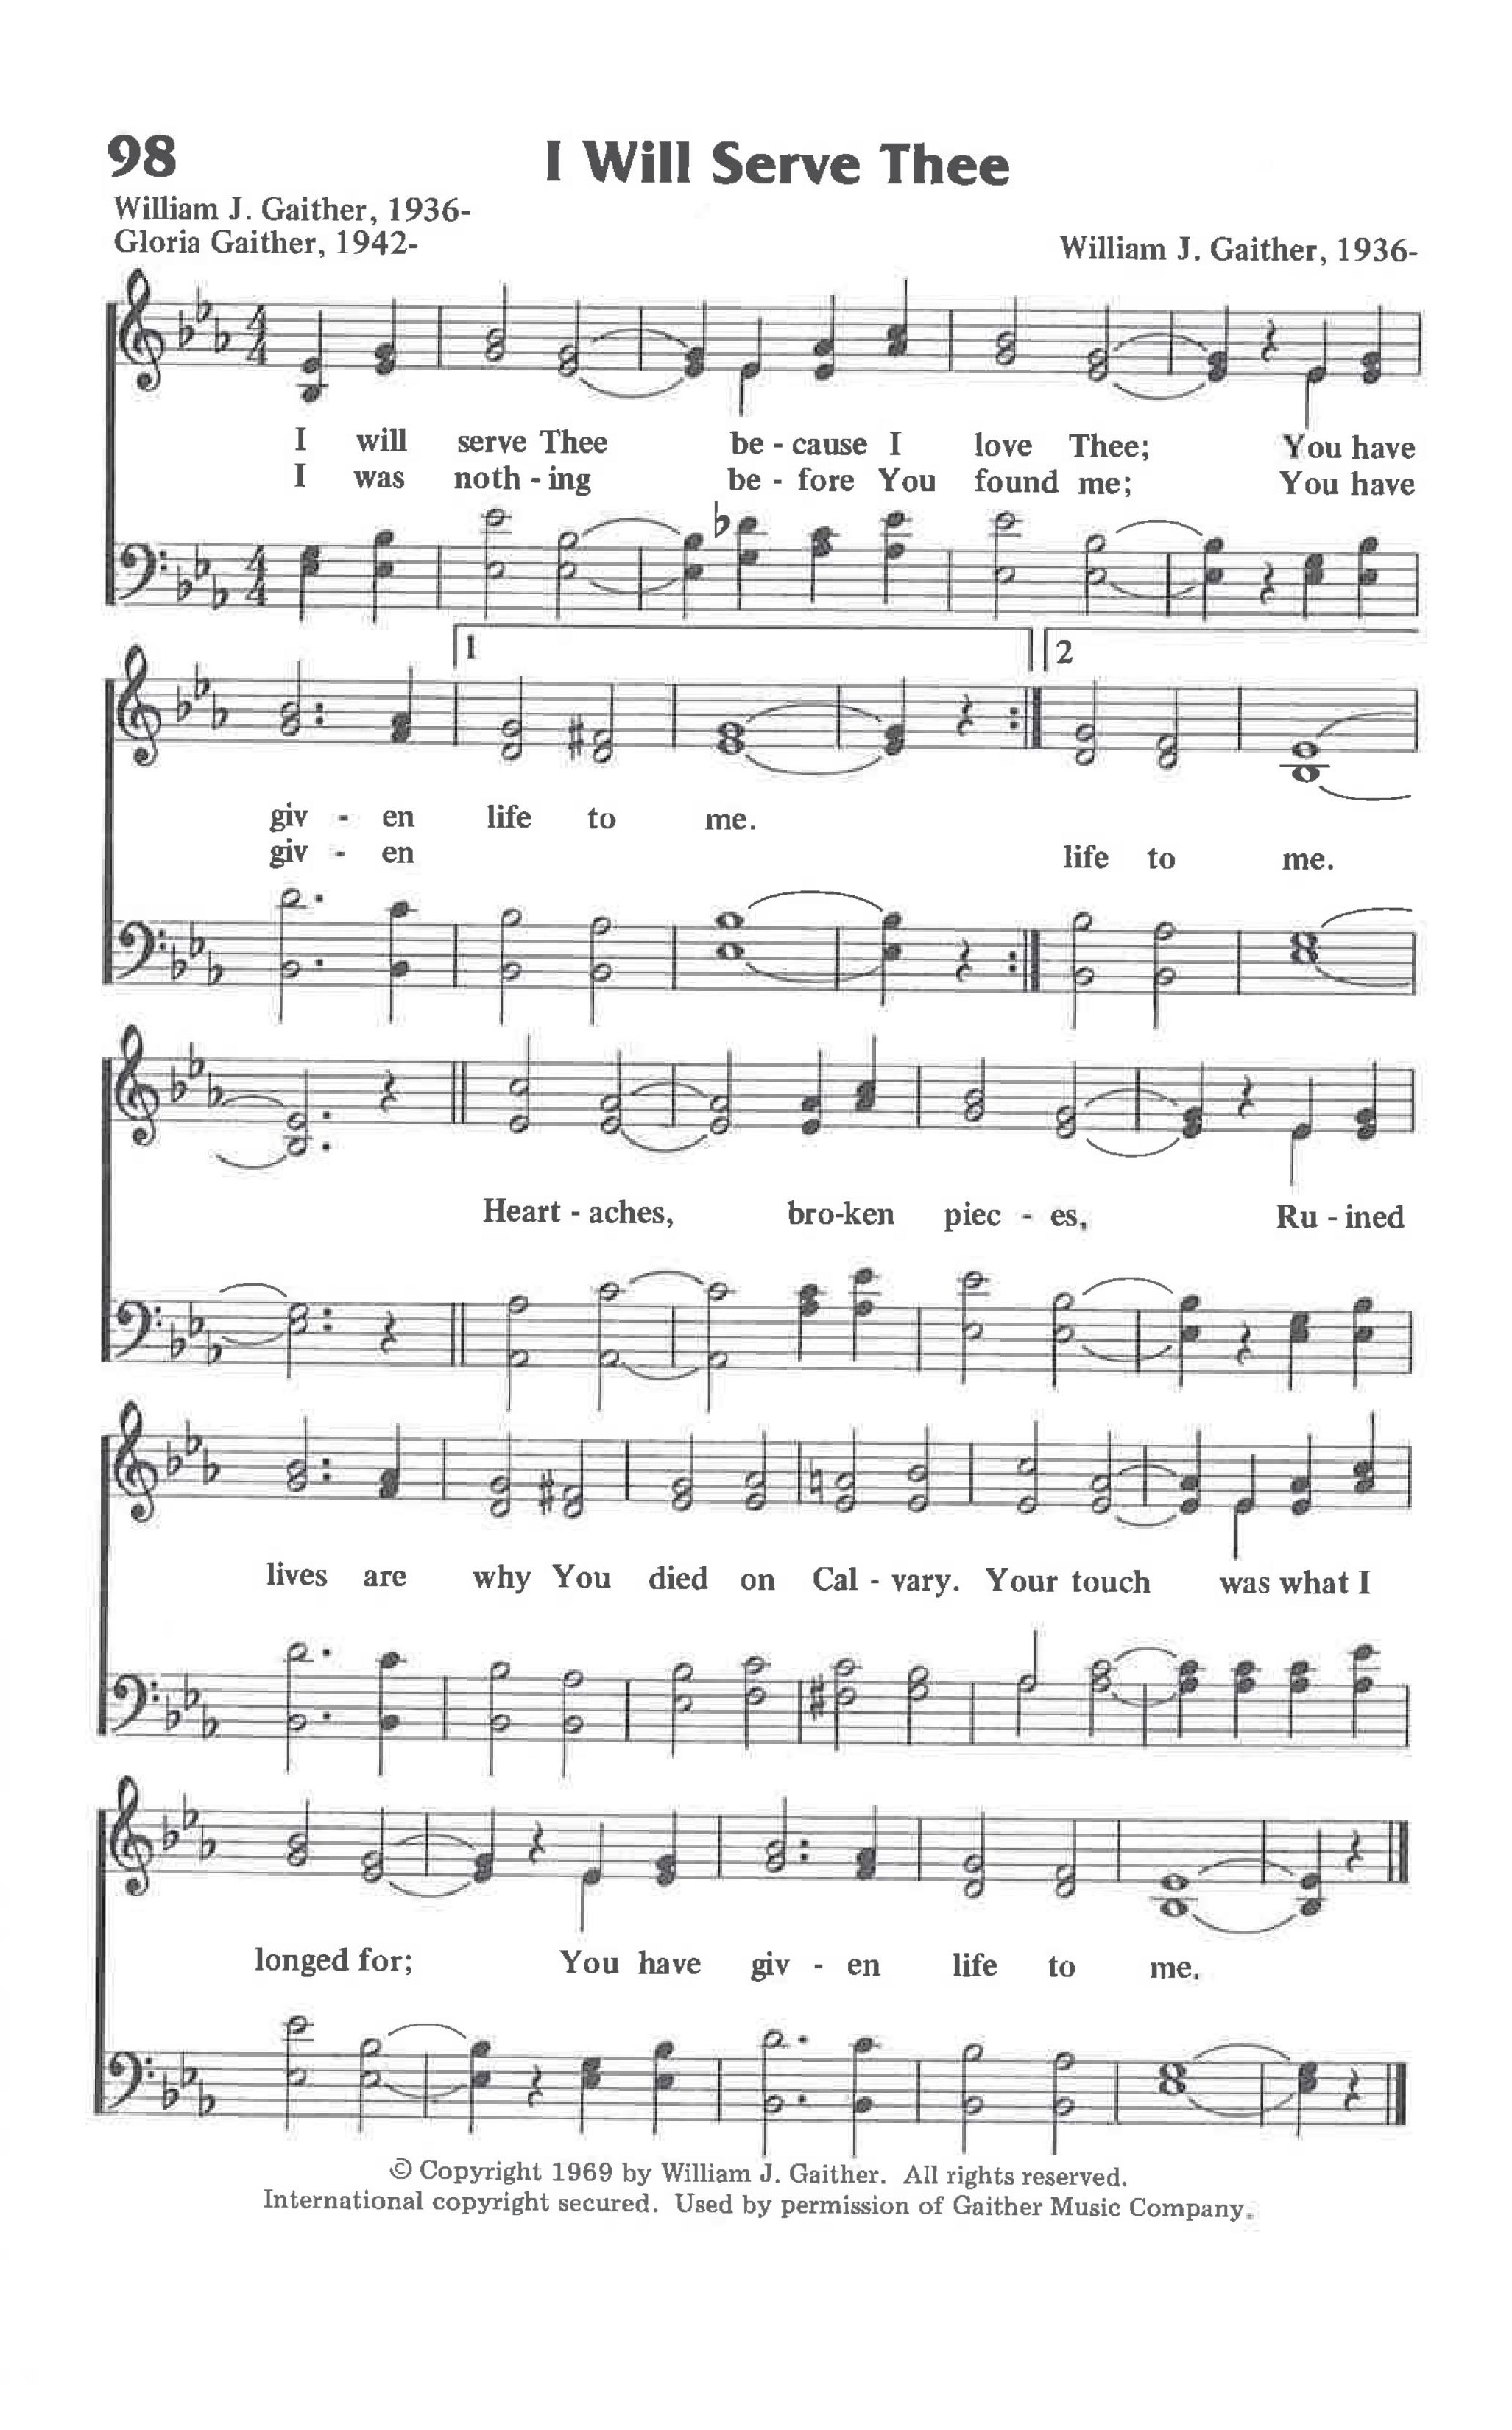 98
I Will Serve Thee
William J. Gaither, 1936-
Gloria Gaither, 1942-
William J. Gaither, 1936-
I will serve Thee be - cause I love Thee; You have
I was noth - ing be - fore You found me; You have
1
2
giv - en life to me.
giv - en life to me.
Heart - aches, bro-ken piec - es, Ru - ined
lives are why You died on Cal - vary. Your touch was what I
longed for; You have giv - en life to me.
© Copyright 1969 by William J. Gaither. All rights reserved.
International copyright secured. Used by permission of Gaither Music Company.